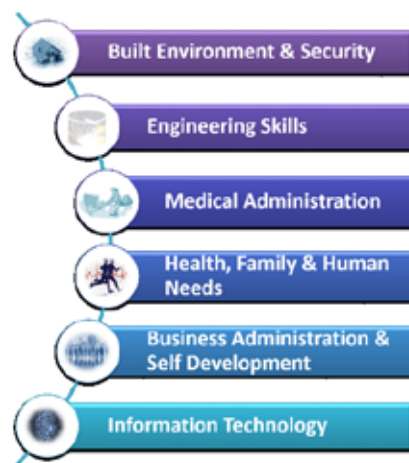 Built Environment & Security
Engineering Skills
Medical Administration
Health, Family & Human
Needs
Business Administration &
Self Development
Information Technology